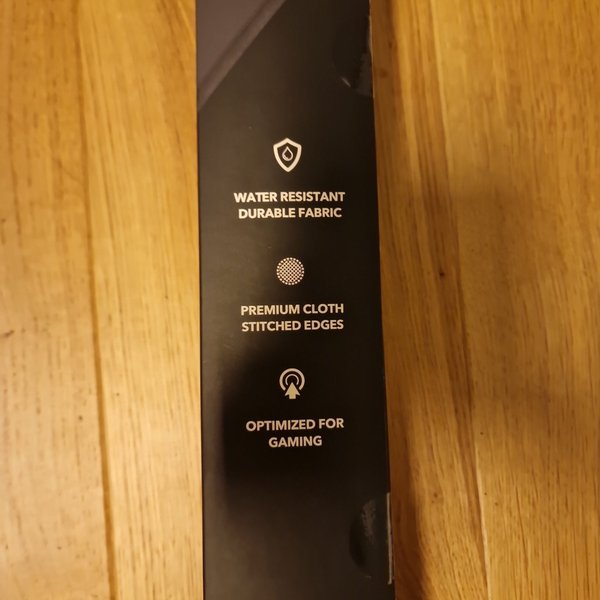 WATER RESISTANT
DURABLE FABRIC
PREMIUM CLOTH
STITCHED EDGES
OPTIMIZED FOR
GAMING